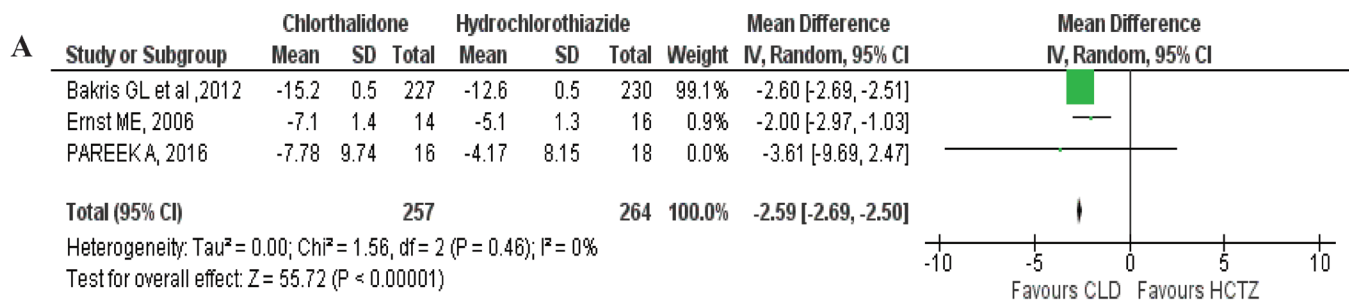 A
Chlorthalidone Hydrochlorothiazide Mean Difference Mean Difference
Study or Subgroup Mean SD Total Mean SD Total Weight IV, Random, 95% CI IV, Random, 95% CI
Bakris GL et al ,2012 -15.2 0.5 227 -12.6 0.5 230 99.1% -2.60 [-2.69, -2.51]
Ernst ME, 2006 -7.1 1.4 14 -5.1 1.3 16 0.9% -2.00 [-2.97, -1.03]
PAREEK A, 2016 -7.78 9.74 16 -4.17 8.15 18 0.0% -3.61 [-9.69, 2.47]
Total (95% CI) 257 264 100.0% -2.59 [-2.69, -2.50]
Heterogeneity: Tau² = 0.00; Chi² = 1.56, df = 2 (P = 0.46); I² = 0%
Test for overall effect: Z = 55.72 (P < 0.00001)
-10 -5 0 5 10
Favours CLD Favours HCTZ